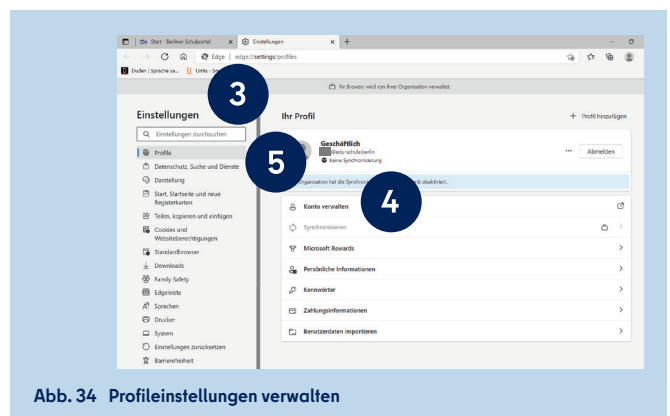 Start - Berliner Schulportal
Einstellungen
Edge | edge://settings/profiles
Duden | Sprache sa...
Ihr Browser wird von Ihrer Organisation verwaltet.
3
Einstellungen
Einstellungen durchsuchen
Profile
Datenschutz, Suche und Dienste
Darstellung
Start, Startseite und neue
Registerkarten
Teilen, kopieren und einfügen
Cookies und
Websiteberechtigungen
Standardbrowser
Downloads
Family Safety
Edgeleiste
Sprachen
Drucker
System
Einstellungen zurücksetzen
Barrierefreiheit
Ihr Profil
Profil hinzufügen
5
Geschäftlich
@edu-schule.berlin
Keine Synchronisierung
Abmelden
Organisation hat die
deaktiviert.
4
Konto verwalten
Synchronisieren
Microsoft Rewards
Persönliche Informationen
Kennwörter
Zahlungsinformationen
Benutzerdaten importieren
Abb. 34 Profileinstellungen verwalten